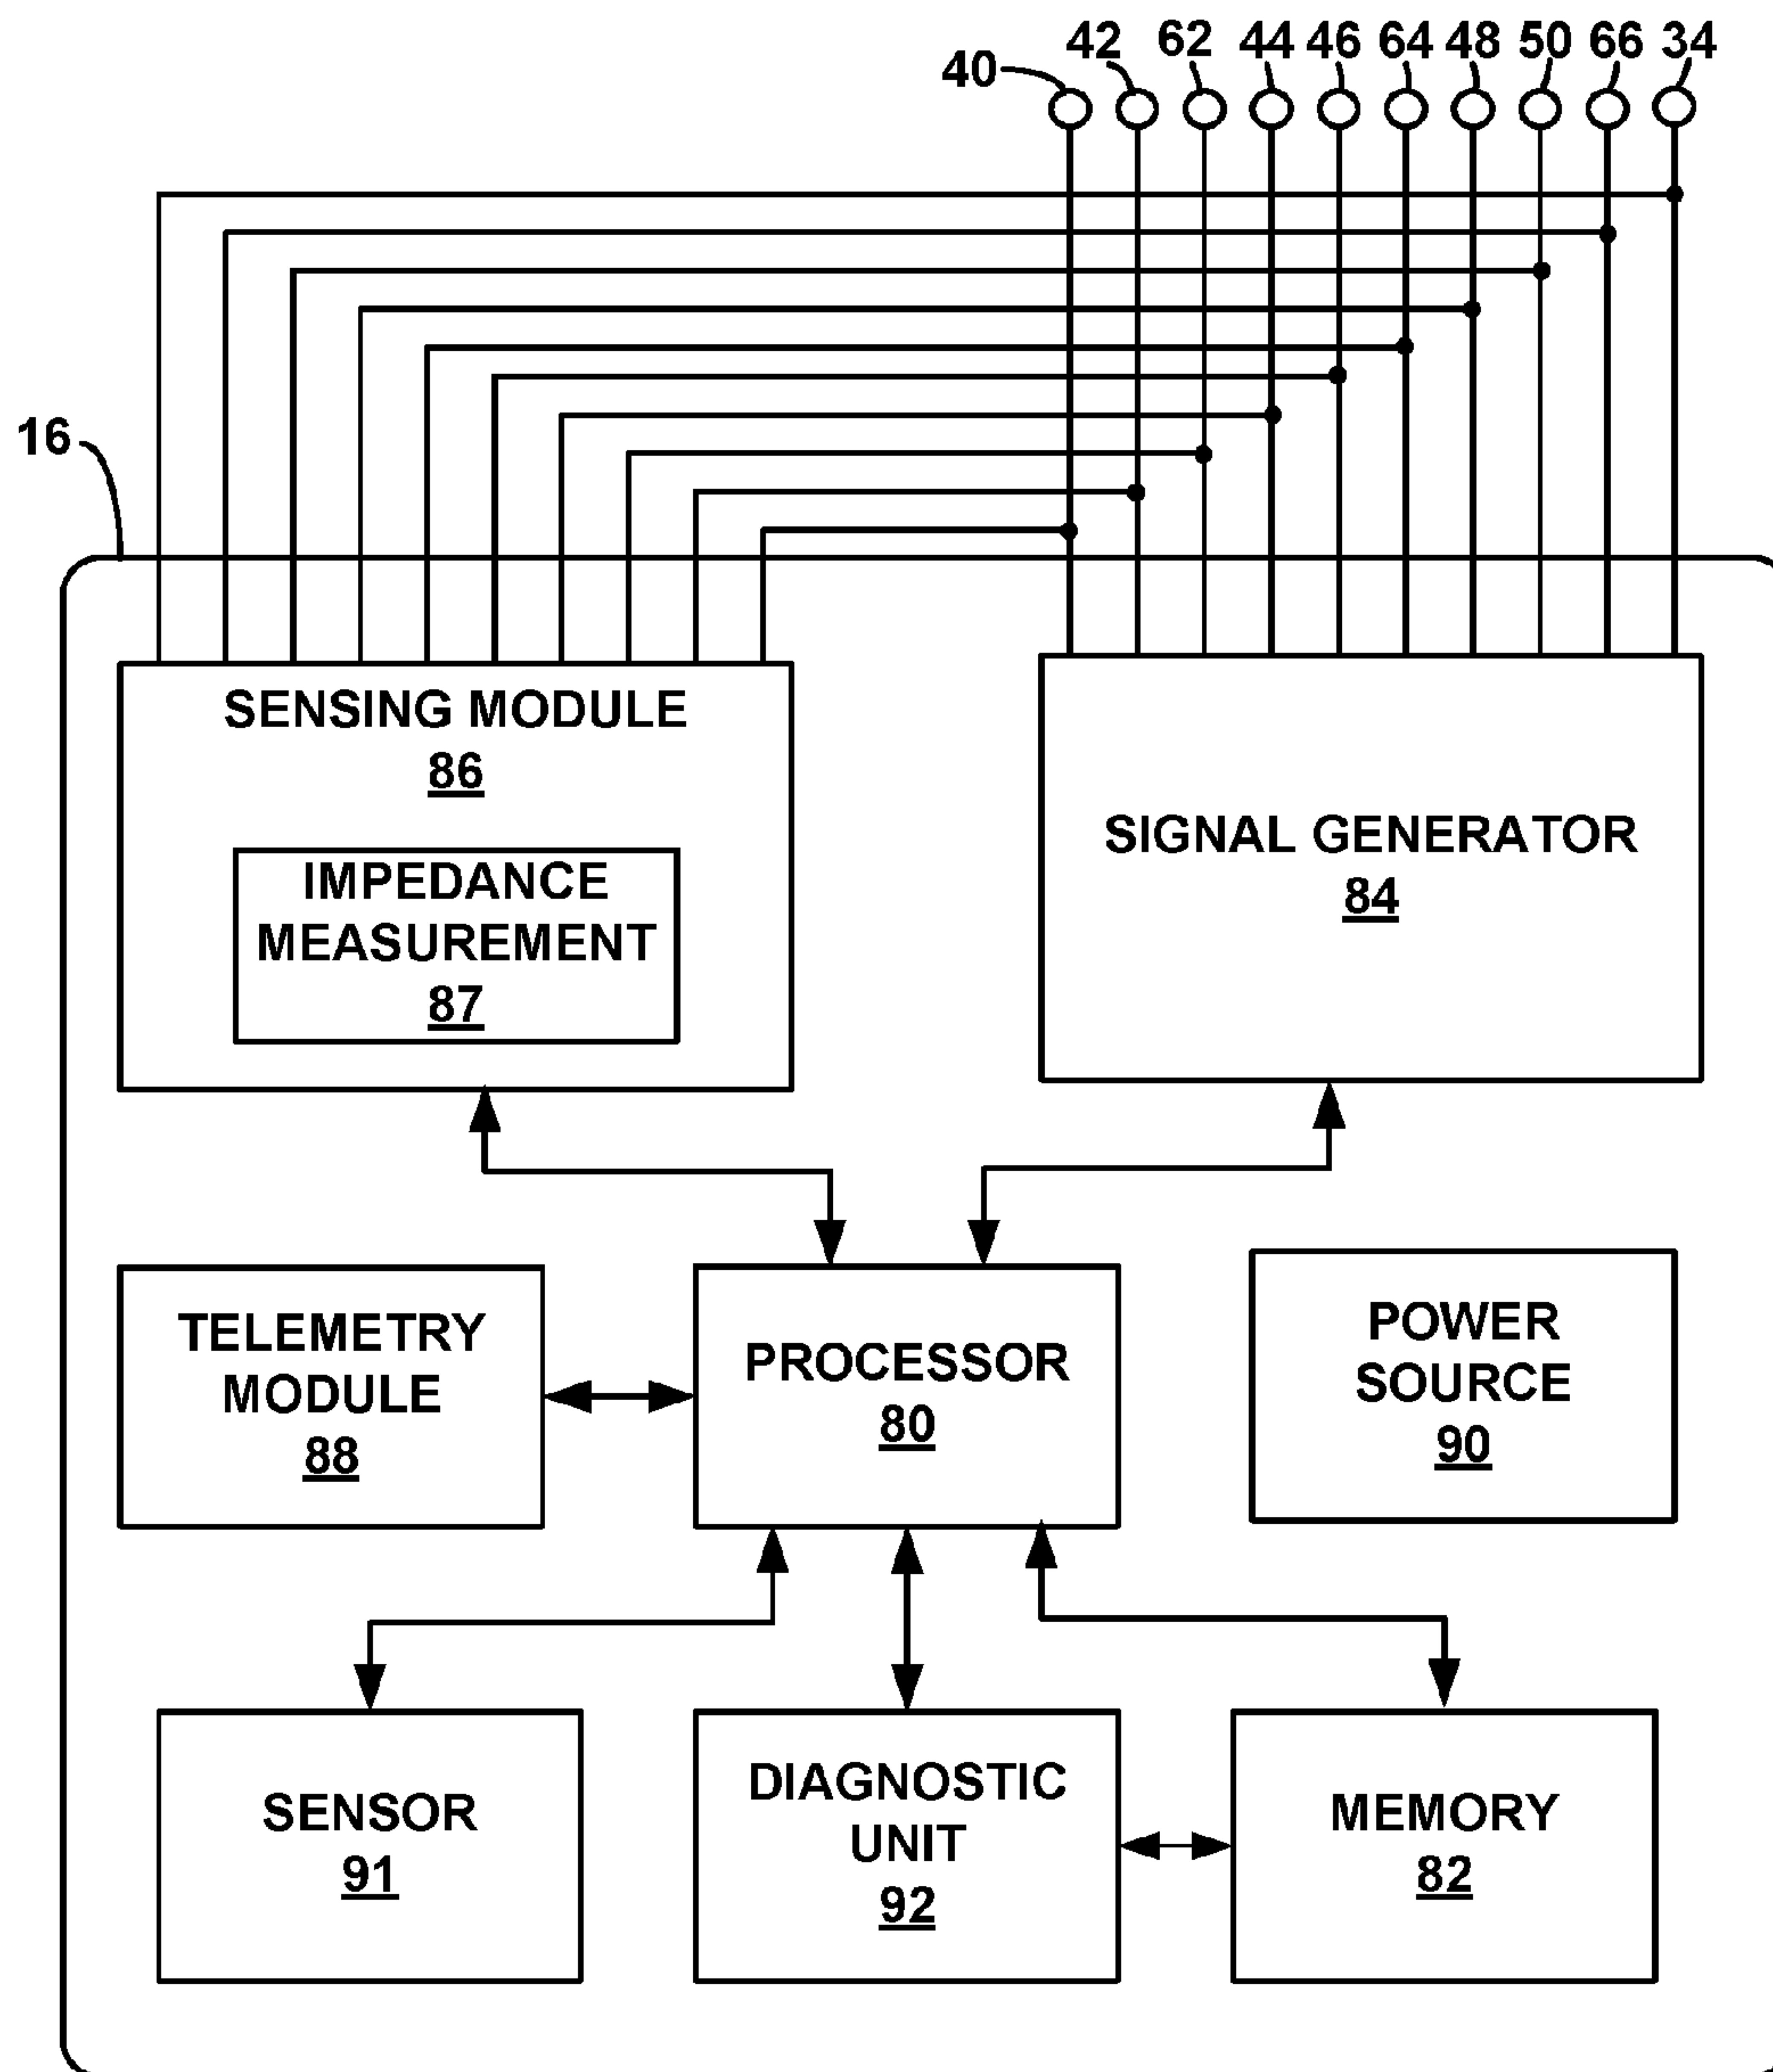 42 62 44 46 64 48 50 66 34
40
16
SENSING MODULE
86
IMPEDANCE
MEASUREMENT
87
SIGNAL GENERATOR
84
TELEMETRY
MODULE
88
PROCESSOR
80
POWER
SOURCE
90
SENSOR
91
DIAGNOSTIC
UNIT
92
MEMORY
82